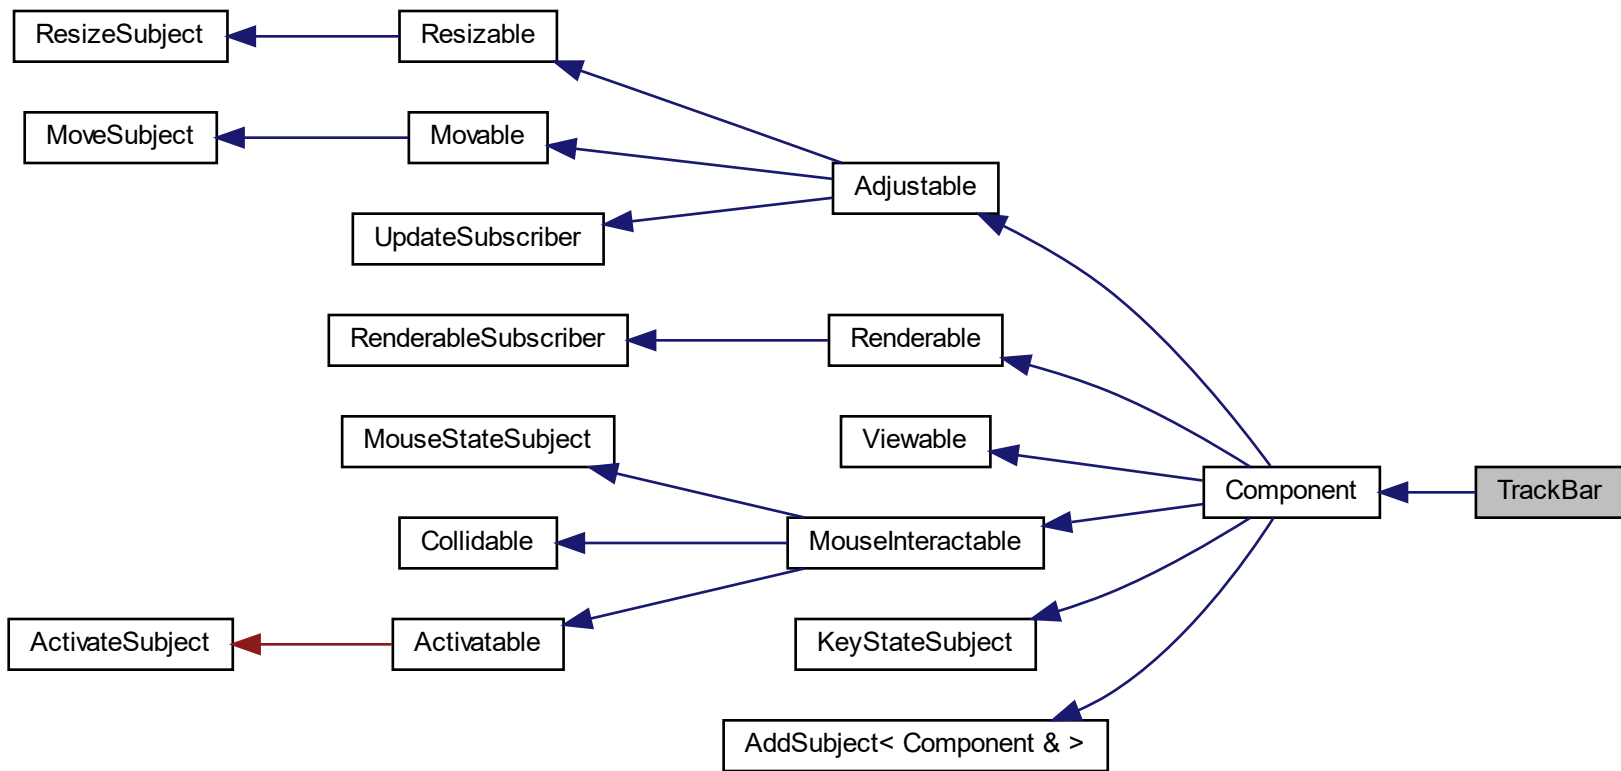 ResizeSubject
Resizable
MoveSubject
Movable
Adjustable
UpdateSubscriber
RenderableSubscriber
Renderable
MouseStateSubject
Viewable
Component
TrackBar
Collidable
MouseInteractable
ActivateSubject
Activatable
KeyStateSubject
AddSubject< Component & >